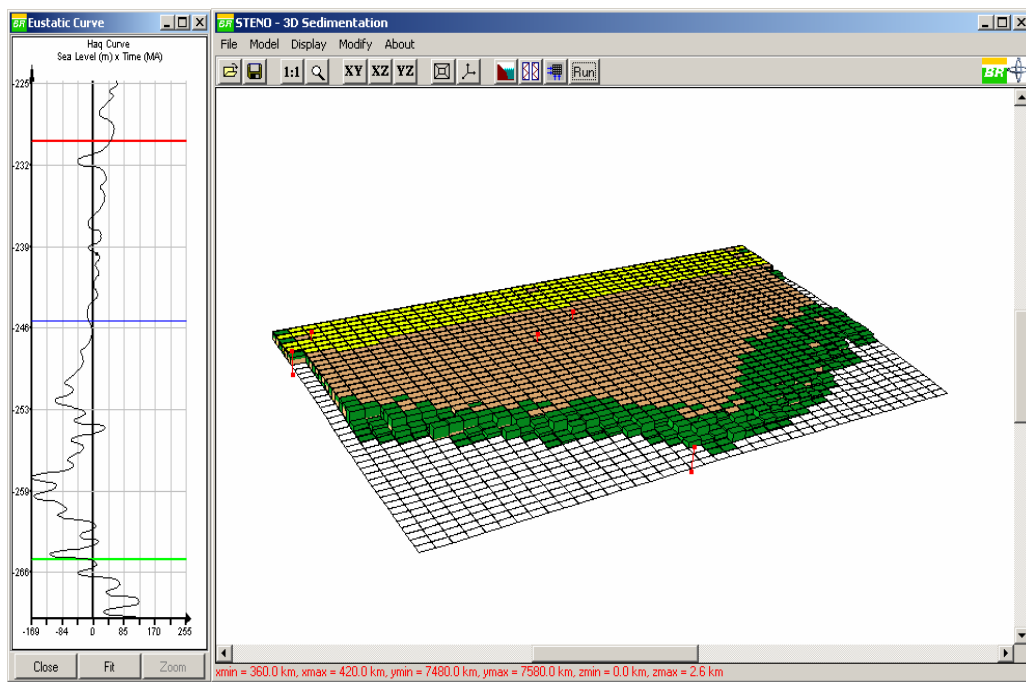 BR Eustatic Curve
Haq Curve
Sea Level (m) x Time (MA)
-225
-232
-239
-246
-253
-259
-266
-169 -84 0 85 170 255
Close Fit Zoom
BR STENO - 3D Sedimentation
File Model Display Modify About
1:1 XY XZ YZ Run
BR
xmin = 360.0 km, xmax = 420.0 km, ymin = 7480.0 km, ymax = 7580.0 km, zmin = 0.0 km, zmax = 2.6 km